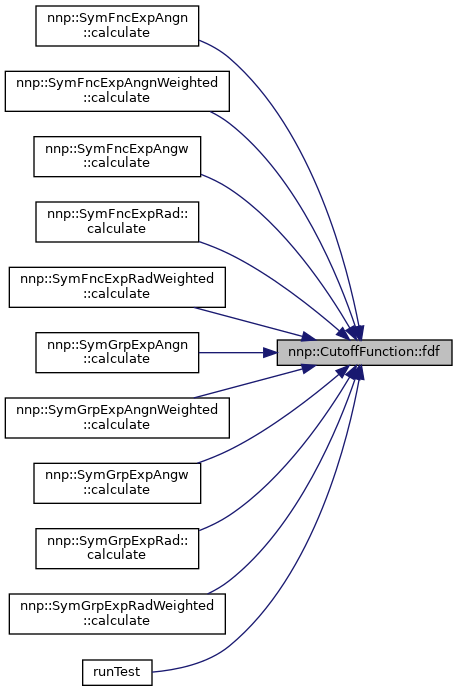 nnp::SymFncExpAngn
::calculate
nnp::SymFncExpAngnWeighted
::calculate
nnp::SymFncExpAngw
::calculate
nnp::SymFncExpRad::
calculate
nnp::SymFncExpRadWeighted
::calculate
nnp::SymGrpExpAngn
::calculate
nnp::CutoffFunction::fdf
nnp::SymGrpExpAngnWeighted
::calculate
nnp::SymGrpExpAngw
::calculate
nnp::SymGrpExpRad::
calculate
nnp::SymGrpExpRadWeighted
::calculate
runTest